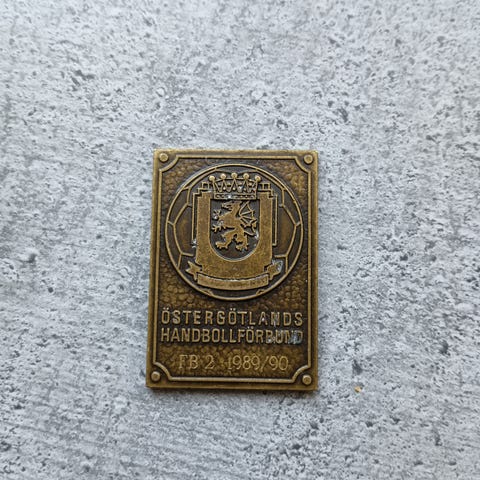 ÖSTERGÖTLANDS
HANDBOLLFÖRBUND
FB 2 1989/90